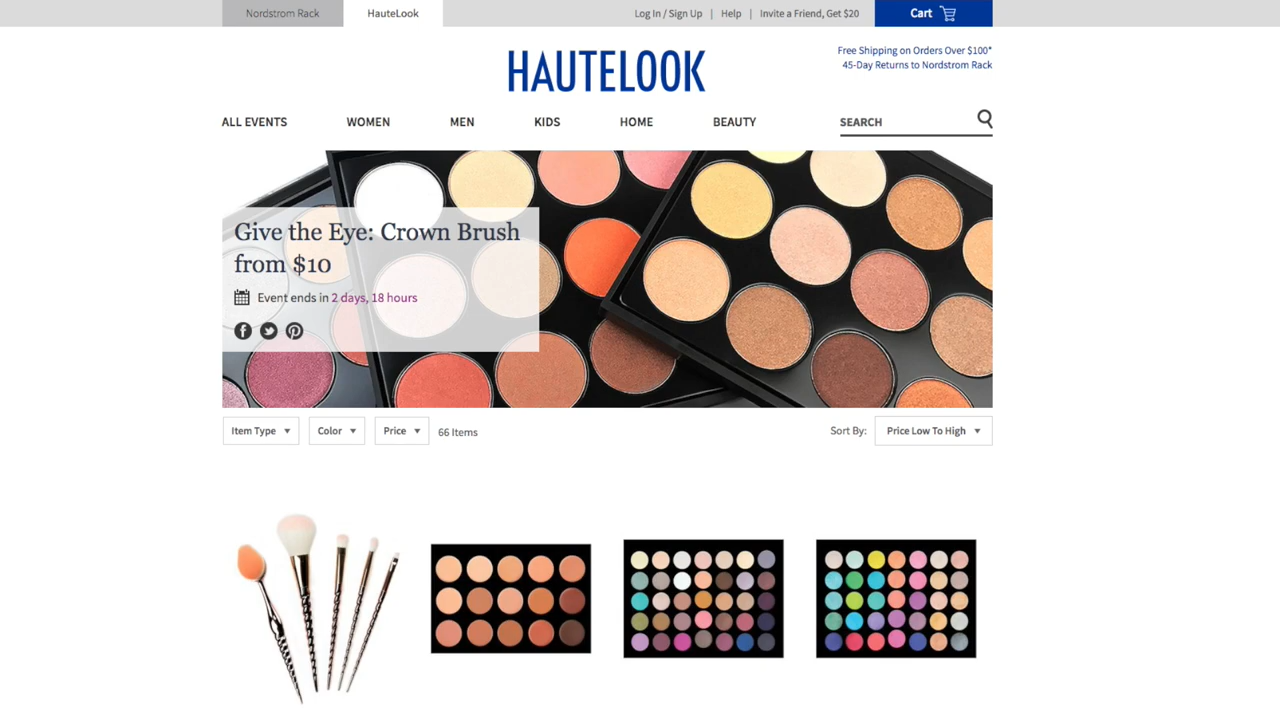 Nordstrom Rack
HauteLook
Log In / Sign Up | Help | Invite a Friend, Get $20
Cart
HAUTELOOK
Free Shipping on Orders Over $100*
45-Day Returns to Nordstrom Rack
ALL EVENTS
WOMEN
MEN
KIDS
HOME
BEAUTY
SEARCH
Give the Eye: Crown Brush
from $10
Event ends in 2 days, 18 hours
Item Type
Color
Price
66 Items
Sort By:
Price Low To High